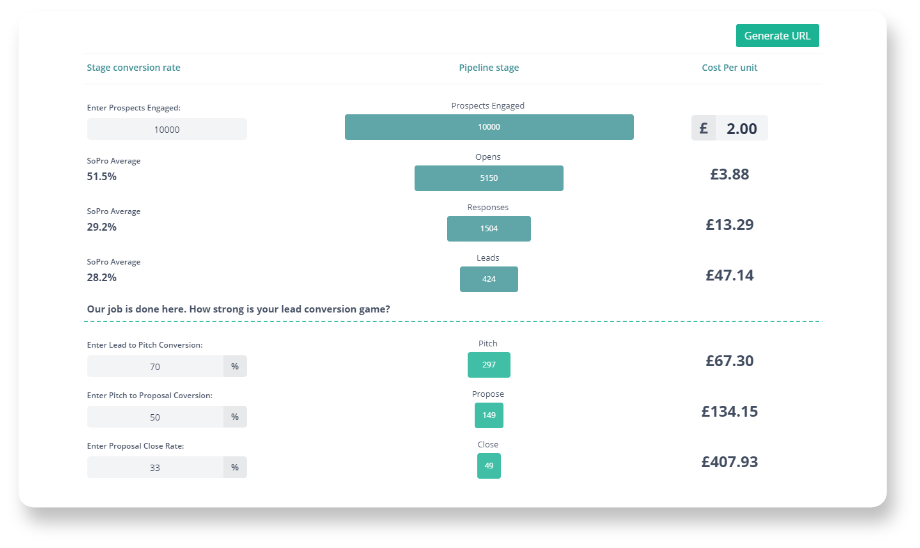 Generate URL
Stage conversion rate
Pipeline stage
Cost Per unit
Enter Prospects Engaged:
10000
Prospects Engaged
10000
£ 2.00
SoPro Average
51.5%
Opens
5150
£3.88
SoPro Average
29.2%
Responses
1504
£13.29
SoPro Average
28.2%
Leads
424
£47.14
Our job is done here. How strong is your lead conversion game?
Enter Lead to Pitch Conversion:
70 %
Pitch
297
£67.30
Enter Pitch to Proposal Coversion:
50 %
Propose
149
£134.15
Enter Proposal Close Rate:
33 %
Close
49
£407.93